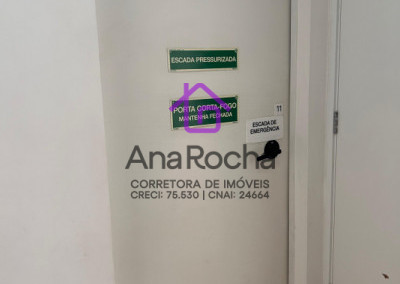 ESCADA PRESSURIZADA
PORTA CORTA-FOGO
MANTENHA FECHADA
11
ESCADA DE
EMERGÊNCIA
AnaRocha
CORRETORA DE IMÓVEIS
CRECI: 75.530 | CNAI: 24664